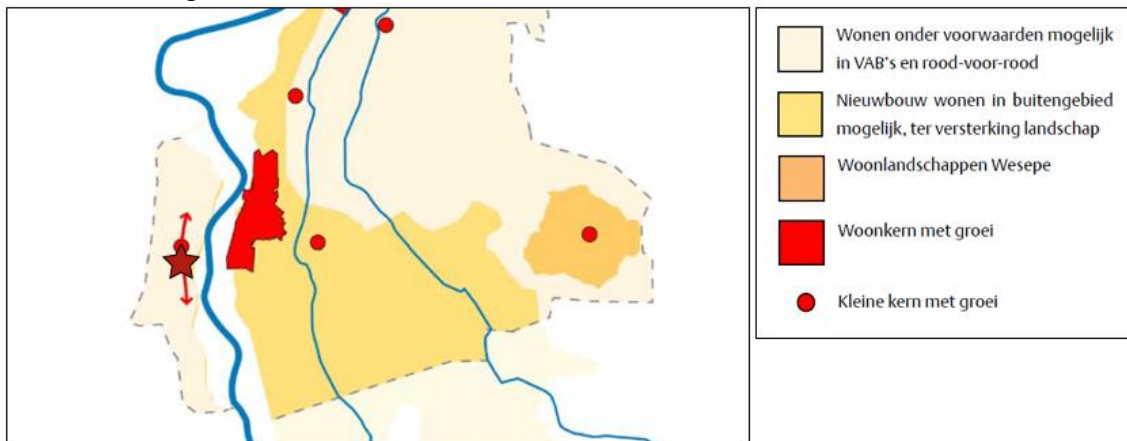 Wonen onder voorwaarden mogelijk
in VAB's en rood-voor-rood
Nieuwbouw wonen in buitengebied
mogelijk, ter versterking landschap
Woonlandschappen Wesepe
Woonkern met groei
Kleine kern met groei